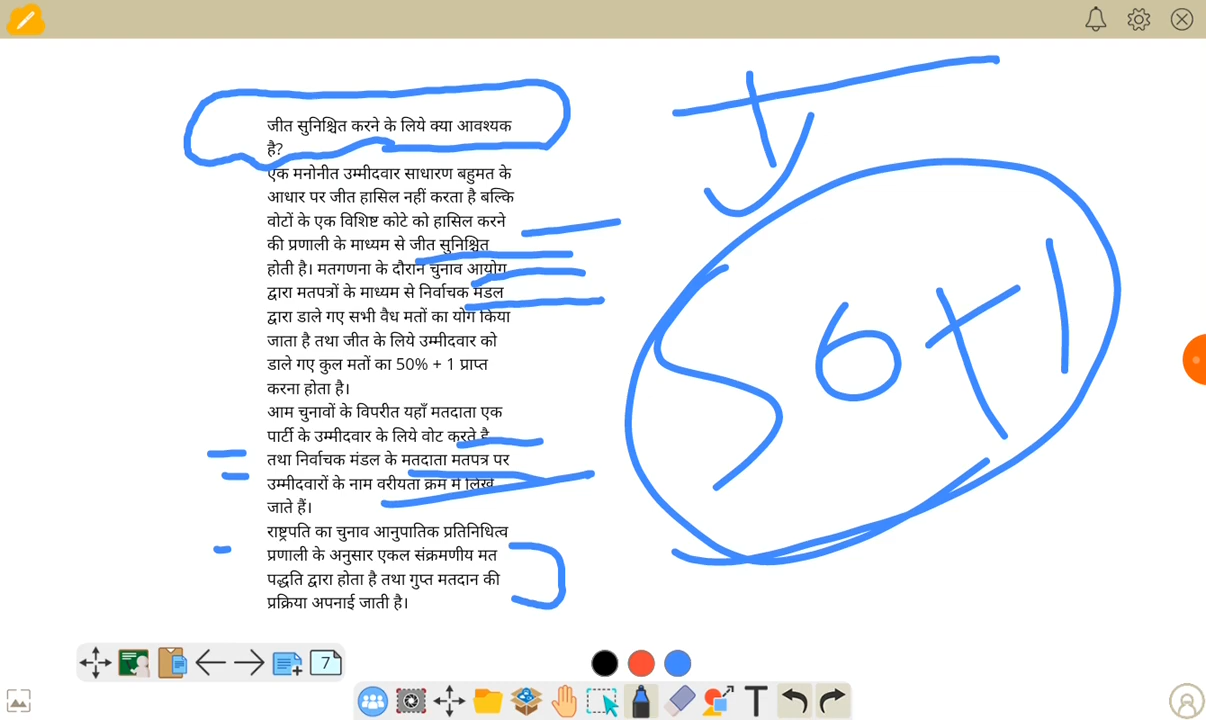 जीत सुनिश्चित करने के लिये क्या आवश्यक
है?
एक मनोनीत उम्मीदवार साधारण बहुमत के
आधार पर जीत हासिल नहीं करता है बल्कि
वोटों के एक विशिष्ट कोटे को हासिल करने
की प्रणाली के माध्यम से जीत सुनिश्चित
होती है। मतगणना के दौरान चुनाव आयोग
द्वारा मतपत्रों के माध्यम से निर्वाचक मंडल
द्वारा डाले गए सभी वैध मतों का योग किया
जाता है तथा जीत के लिये उम्मीदवार को
डाले गए कुल मतों का 50% + 1 प्राप्त
करना होता है।
आम चुनावों के विपरीत यहाँ मतदाता एक
पार्टी के उम्मीदवार के लिये वोट करते है
तथा निर्वाचक मंडल के मतदाता मतपत्र पर
उम्मीदवारों के नाम वरीयता क्रम में लिखे
जाते हैं।
राष्ट्रपति का चुनाव आनुपातिक प्रतिनिधित्व
प्रणाली के अनुसार एकल संक्रमणीय मत
पद्धति द्वारा होता है तथा गुप्त मतदान की
प्रक्रिया अपनाई जाती है।
50+1
7
T